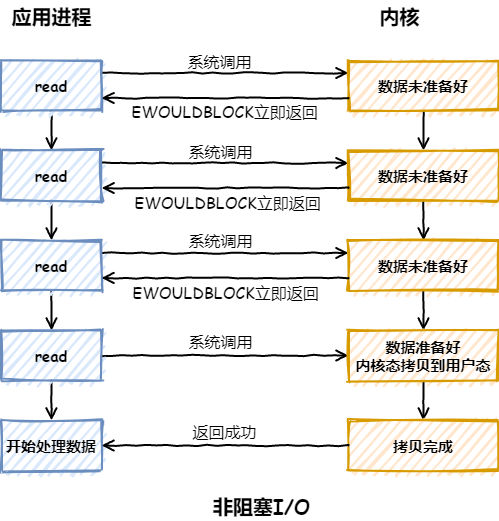 应用进程
内核
系统调用
read
数据未准备好
EWOULDBLOCK立即返回
系统调用
read
数据未准备好
EWOULDBLOCK立即返回
系统调用
read
数据未准备好
EWOULDBLOCK立即返回
系统调用
read
数据准备好
内核态拷贝到用户态
返回成功
开始处理数据
拷贝完成
非阻塞I/O